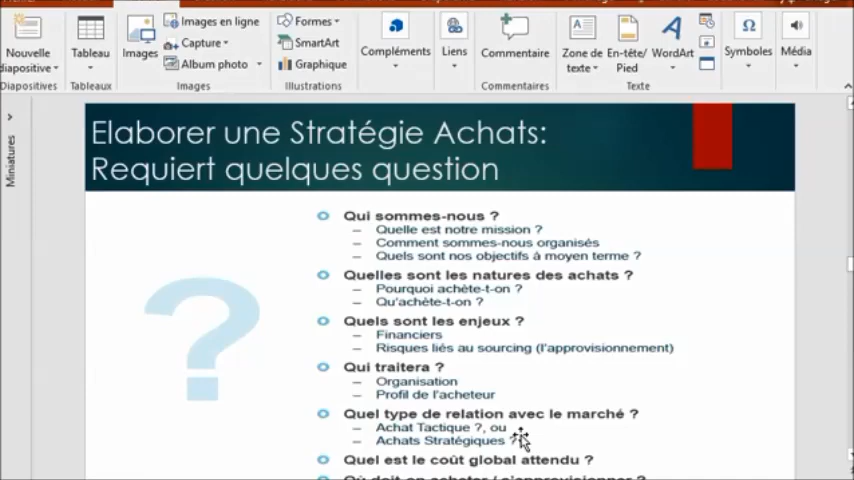 Nouvelle
diapositive
Diapositives
Tableau
Tableaux
Images
Images en ligne
Capture
Album photo
Images
Formes
SmartArt
Graphique
Illustrations
Compléments
Liens
Commentaire
Commentaires
Zone de
texte
En-tête/
Pied
WordArt
Texte
Symboles
Média
Miniatures
Elaborer une Stratégie Achats:
Requiert quelques question
?
Qui sommes-nous ?
– Quelle est notre mission ?
– Comment sommes-nous organisés
– Quels sont nos objectifs à moyen terme ?
Quelles sont les natures des achats ?
– Pourquoi achète-t-on ?
– Qu'achète-t-on ?
Quels sont les enjeux ?
– Financiers
– Risques liés au sourcing (l'approvisionnement)
Qui traitera ?
– Organisation
– Profil de l'acheteur
Quel type de relation avec le marché ?
– Achat Tactique ?, ou
– Achats Stratégiques ?
Quel est le coût global attendu ?
Où doit-on acheter / s'approvisionner ?